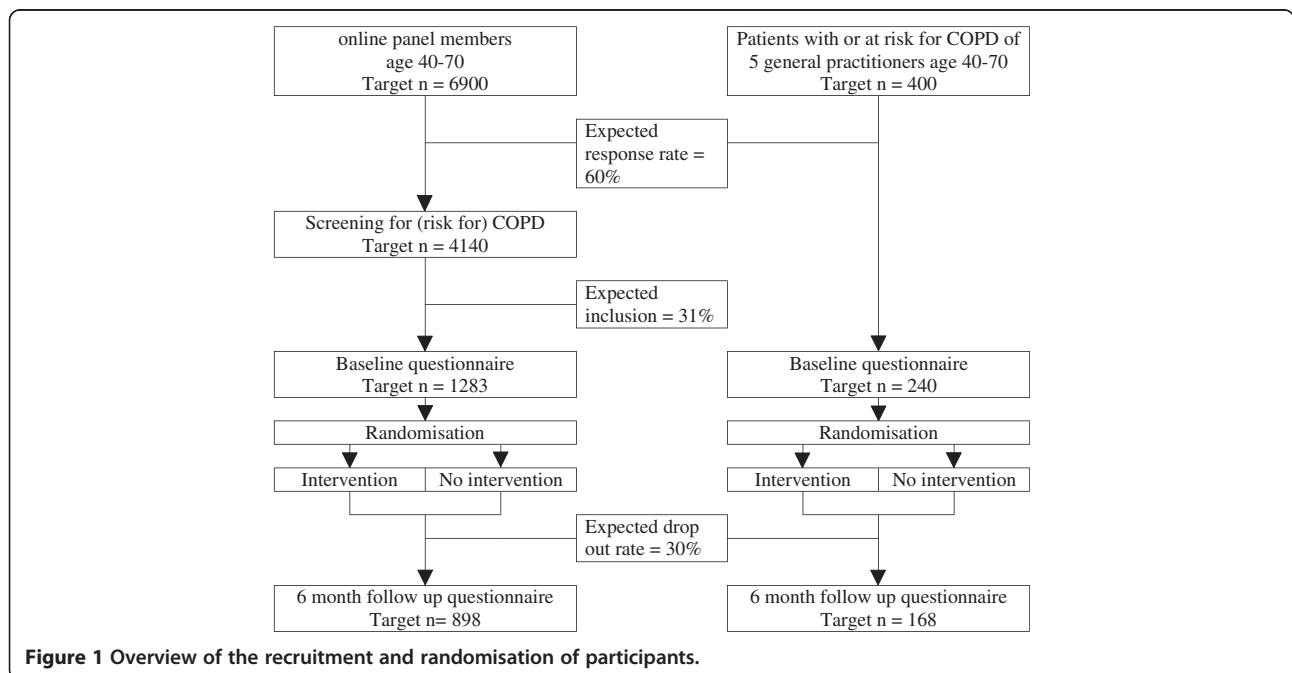 online panel members
age 40-70
Target n = 6900
Patients with or at risk for COPD of
5 general practitioners age 40-70
Target n = 400
Expected
response rate =
60%
Screening for (risk for) COPD
Target n = 4140
Expected
inclusion = 31%
Baseline questionnaire
Target n = 1283
Baseline questionnaire
Target n = 240
Randomisation
Randomisation
Intervention
No intervention
Intervention
No intervention
Expected drop
out rate = 30%
6 month follow up questionnaire
Target n= 898
6 month follow up questionnaire
Target n = 168
Figure 1 Overview of the recruitment and randomisation of participants.